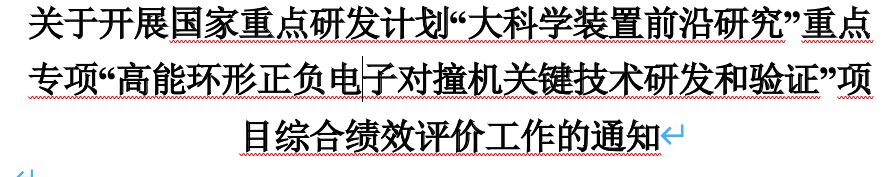 关于开展国家重点研发计划“大科学装置前沿研究”重点
专项“高能环形正负电子对撞机关键技术研发和验证”项
目综合绩效评价工作的通知